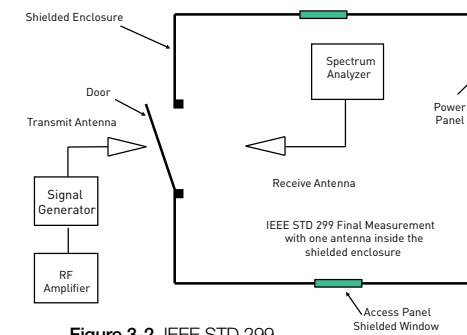 Shielded Enclosure
Spectrum
Analyzer
Door
Power
Panel
Transmit Antenna
Receive Antenna
Signal
Generator
IEEE STD 299 Final Measurement
with one antenna inside the
shielded enclosure
RF
Amplifier
Access Panel
Shielded Window
Figure 3-2 IEEE STD 299